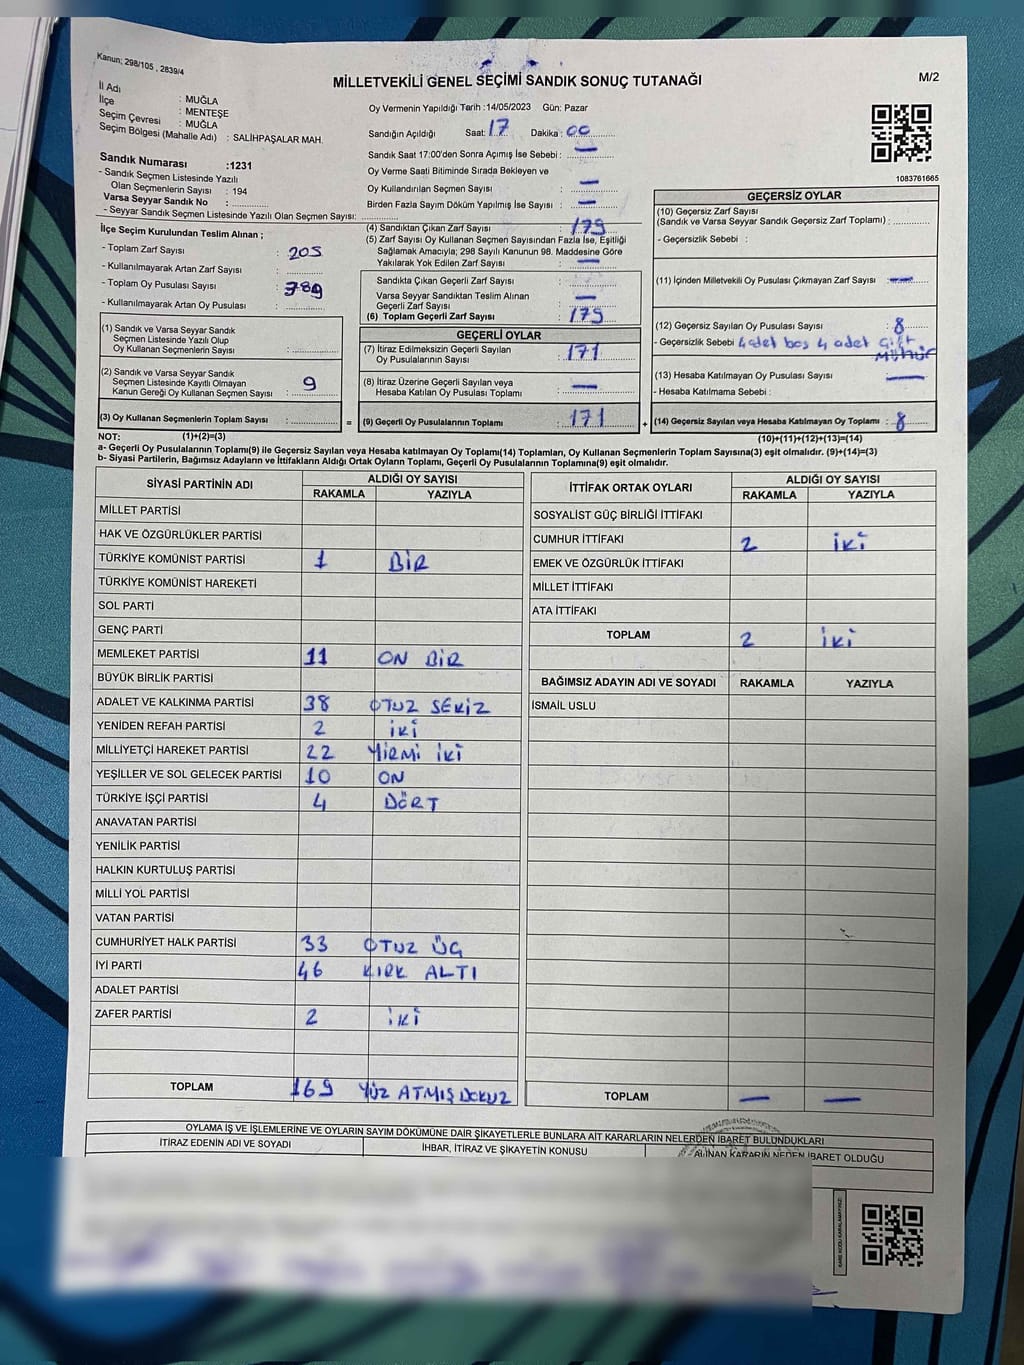 Kanun; 298/105 , 2839/4
MİLLETVEKİLİ GENEL SEÇİMİ SANDIK SONUÇ TUTANAĞI
M/2
İl Adı : MUĞLA
İlçe : MENTEŞE
Seçim Çevresi : MUĞLA
Seçim Bölgesi (Mahalle Adı) : SALİHPAŞALAR MAH.
Sandık Numarası :1231
- Sandık Seçmen Listesinde Yazılı
Olan Seçmenlerin Sayısı : 194
Varsa Seyyar Sandık No :
- Seyyar Sandık Seçmen Listesinde Yazılı Olan Seçmen Sayısı:
Oy Vermenin Yapıldığı Tarih :14/05/2023 Gün: Pazar
Sandığın Açıldığı Saat: 17 Dakika : 00
Sandık Saat 17:00'den Sonra Açımış İse Sebebi : —
Oy Verme Saati Bitiminde Sırada Bekleyen ve
Oy Kullandırılan Seçmen Sayısı : —
Birden Fazla Sayım Döküm Yapılmış İse Sayısı : —
1083761665
İlçe Seçim Kurulundan Teslim Alınan ;
- Toplam Zarf Sayısı : 205
- Kullanılmayarak Artan Zarf Sayısı :
- Toplam Oy Pusulası Sayısı : 389
- Kullanılmayarak Artan Oy Pusulası :
(4) Sandıktan Çıkan Zarf Sayısı : 179
(5) Zarf Sayısı Oy Kullanan Seçmen Sayısından Fazla İse, Eşitliği
Sağlamak Amacıyla; 298 Sayılı Kanunun 98. Maddesine Göre
Yakılarak Yok Edilen Zarf Sayısı : —
Sandıkta Çıkan Geçerli Zarf Sayısı :
Varsa Seyyar Sandıktan Teslim Alınan
Geçerli Zarf Sayısı : —
(6) Toplam Geçerli Zarf Sayısı : 179
GEÇERSİZ OYLAR
(10) Geçersiz Zarf Sayısı
(Sandık ve Varsa Seyyar Sandık Geçersiz Zarf Toplamı) :
- Geçersizlik Sebebi :
(11) İçinden Milletvekili Oy Pusulası Çıkmayan Zarf Sayısı : —
(12) Geçersiz Sayılan Oy Pusulası Sayısı : 8
- Geçersizlik Sebebi 4 adet boş 4 adet çift
mühür
(13) Hesaba Katılmayan Oy Pusulası Sayısı : —
- Hesaba Katılmama Sebebi :
(14) Geçersiz Sayılan veya Hesaba Katılmayan Oy Toplamı : 8
(10)+(11)+(12)+(13)=(14)
(1) Sandık ve Varsa Seyyar Sandık
Seçmen Listesinde Yazılı Olup
Oy Kullanan Seçmenlerin Sayısı :
(2) Sandık ve Varsa Seyyar Sandık
Seçmen Listesinde Kayıtlı Olmayan
Kanun Gereği Oy Kullanan Seçmen Sayısı : 9
(3) Oy Kullanan Seçmenlerin Toplam Sayısı : =
(1)+(2)=(3)
GEÇERLİ OYLAR
(7) İtiraz Edilmeksizin Geçerli Sayılan
Oy Pusulasının Sayısı : 171
(8) İtiraz Üzerine Geçerli Sayılan veya
Hesaba Katılan Oy Pusulası Toplamı : —
(9) Geçerli Oy Pusulalarının Toplamı : 171 +
NOT:
a- Geçerli Oy Pusulalarının Toplamı(9) ile Geçersiz Sayılan veya Hesaba katılmayan Oy Toplamı(14) Toplamları, Oy Kullanan Seçmenlerin Toplam Sayısına(3) eşit olmalıdır. (9)+(14)=(3)
b- Siyasi Partilerin, Bağımsız Adayların ve İttifakların Aldığı Ortak Oyların Toplamı, Geçerli Oy Pusulalarının Toplamına(9) eşit olmalıdır.
SİYASİ PARTİNİN ADI ALDIĞI OY SAYISI
RAKAMLA YAZIYLA
MİLLET PARTİSİ
HAK VE ÖZGÜRLÜKLER PARTİSİ
TÜRKİYE KOMÜNİST PARTİSİ 1 BİR
TÜRKİYE KOMÜNİST HAREKETİ
SOL PARTİ
GENÇ PARTİ
MEMLEKET PARTİSİ 11 ON BİR
BÜYÜK BİRLİK PARTİSİ
ADALET VE KALKINMA PARTİSİ 38 OTUZ SEKİZ
YENİDEN REFAH PARTİSİ 2 İKİ
MİLLİYETÇİ HAREKET PARTİSİ 22 YİRMİ İKİ
YEŞİLLER VE SOL GELECEK PARTİSİ 10 ON
TÜRKİYE İŞÇİ PARTİSİ 4 DÖRT
ANAVATAN PARTİSİ
YENİLİK PARTİSİ
HALKIN KURTULUŞ PARTİSİ
MİLLİ YOL PARTİSİ
VATAN PARTİSİ
CUMHURİYET HALK PARTİSİ 33 OTUZ ÜÇ
İYİ PARTİ 46 KIRK ALTI
ADALET PARTİSİ
ZAFER PARTİSİ 2 İKİ
TOPLAM 169 YÜZ ATMIŞ DOKUZ
İTTİFAK ORTAK OYLARI ALDIĞI OY SAYISI
RAKAMLA YAZIYLA
SOSYALİST GÜÇ BİRLİĞİ İTTİFAKI
CUMHUR İTTİFAKI 2 İKİ
EMEK VE ÖZGÜRLÜK İTTİFAKI
MİLLET İTTİFAKI
ATA İTTİFAKI
TOPLAM 2 İKİ
BAĞIMSIZ ADAYIN ADI VE SOYADI RAKAMLA YAZIYLA
İSMAİL USLU
TOPLAM — —
OYLAMA İŞ VE İŞLEMLERİNE VE OYLARIN SAYIM DÖKÜMÜNE DAİR ŞİKAYETLERLE BUNLARA AİT KARARLARIN NELERDEN İBARET BULUNDUKLARI
İTİRAZ EDENİN ADI VE SOYADI İHBAR, İTİRAZ VE ŞİKAYETİN KONUSU ALINAN KARARIN NEDEN İBARET OLDUĞU